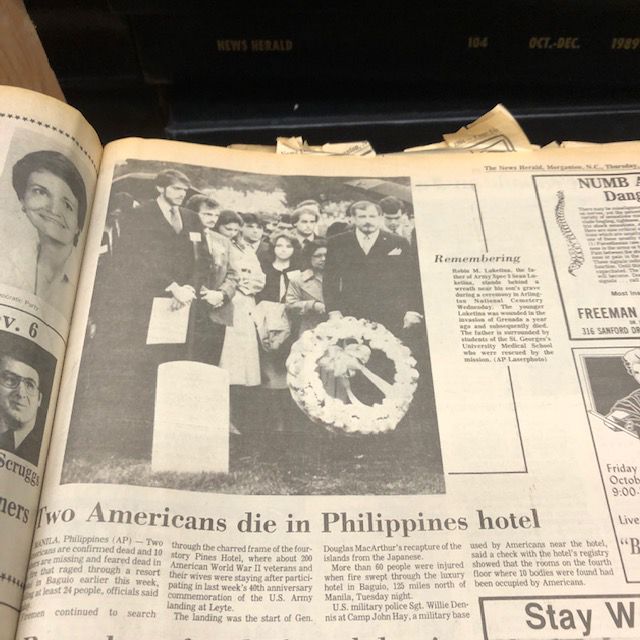 NEWS HERALD 104 OCT.-DEC. 1989
The News Herald, Morganton, N.C., Thursday
Democratic Party
v. 6
Scruggs
ners
Remembering
Robin M. Luketina, the fa-
ther of Army Spec 5 Sean Lu-
ketina, stands behind a
wreath near his son's grave
during a ceremony in Arling-
ton National Cemetery
Wednesday. The younger
Luketina was wounded in the
invasion of Grenada a year
ago and subsequently died.
The father is surrounded by
students of the St. Georges's
University Medical School
who were rescued by the
mission. (AP Laserphoto)
NUMB A
Dang
Most Ins
FREEMAN
316 SANFORD D
Friday
Octob
9:00-
Liv
"B
Stay W
Two Americans die in Philippines hotel
MANILA, Philippines (AP) — Two
Americans are confirmed dead and 10
others are missing and feared dead in
fire that raged through a resort
in Baguio earlier this week,
at least 24 people, officials said
Firemen continued to search
through the charred frame of the four-
story Pines Hotel, where about 200
American World War II veterans and
their wives were staying after partici-
pating in last week's 40th anniversary
commemoration of the U.S. Army
landing at Leyte.
The landing was the start of Gen.
Douglas MacArthur's recapture of the
islands from the Japanese.
More than 60 people were injured
when fire swept through the luxury
hotel in Baguio, 125 miles north of
Manila, Tuesday night.
U.S. military police Sgt. Willie Den-
nis at Camp John Hay, a military base
used by Americans near the hotel,
said a check with the hotel's registry
showed that the rooms on the fourth
floor where 10 bodies were found had
been occupied by Americans.